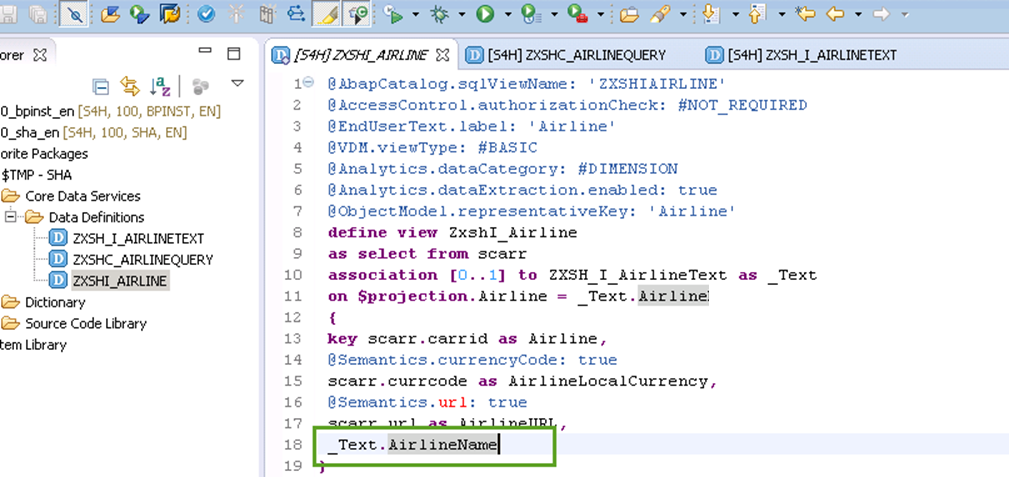 orer
0_bpinst_en [S4H, 100, BPINST, EN]
0_sha_en [S4H, 100, SHA, EN]
orite Packages
$TMP - SHA
Core Data Services
Data Definitions
ZXSH_I_AIRLINETEXT
ZXSHC_AIRLINEQUERY
ZXSHI_AIRLINE
Dictionary
Source Code Library
tem Library
[S4H] ZXSHI_AIRLINE
[S4H] ZXSHC_AIRLINEQUERY
[S4H] ZXSH_I_AIRLINETEXT
1 @AbapCatalog.sqlViewName: 'ZXSHIAIRLINE'
2 @AccessControl.authorizationCheck: #NOT_REQUIRED
3 @EndUserText.label: 'Airline'
4 @VDM.viewType: #BASIC
5 @Analytics.dataCategory: #DIMENSION
6 @Analytics.dataExtraction.enabled: true
7 @ObjectModel.representativeKey: 'Airline'
8 define view ZxshI_Airline
9 as select from scarr
10 association [0..1] to ZXSH_I_AirlineText as _Text
11 on $projection.Airline = _Text.Airline
12 {
13 key scarr.carrid as Airline,
14 @Semantics.currencyCode: true
15 scarr.currcode as AirlineLocalCurrency,
16 @Semantics.url: true
17 scarr.url as AirlineURL,
18 _Text.AirlineName
19 }